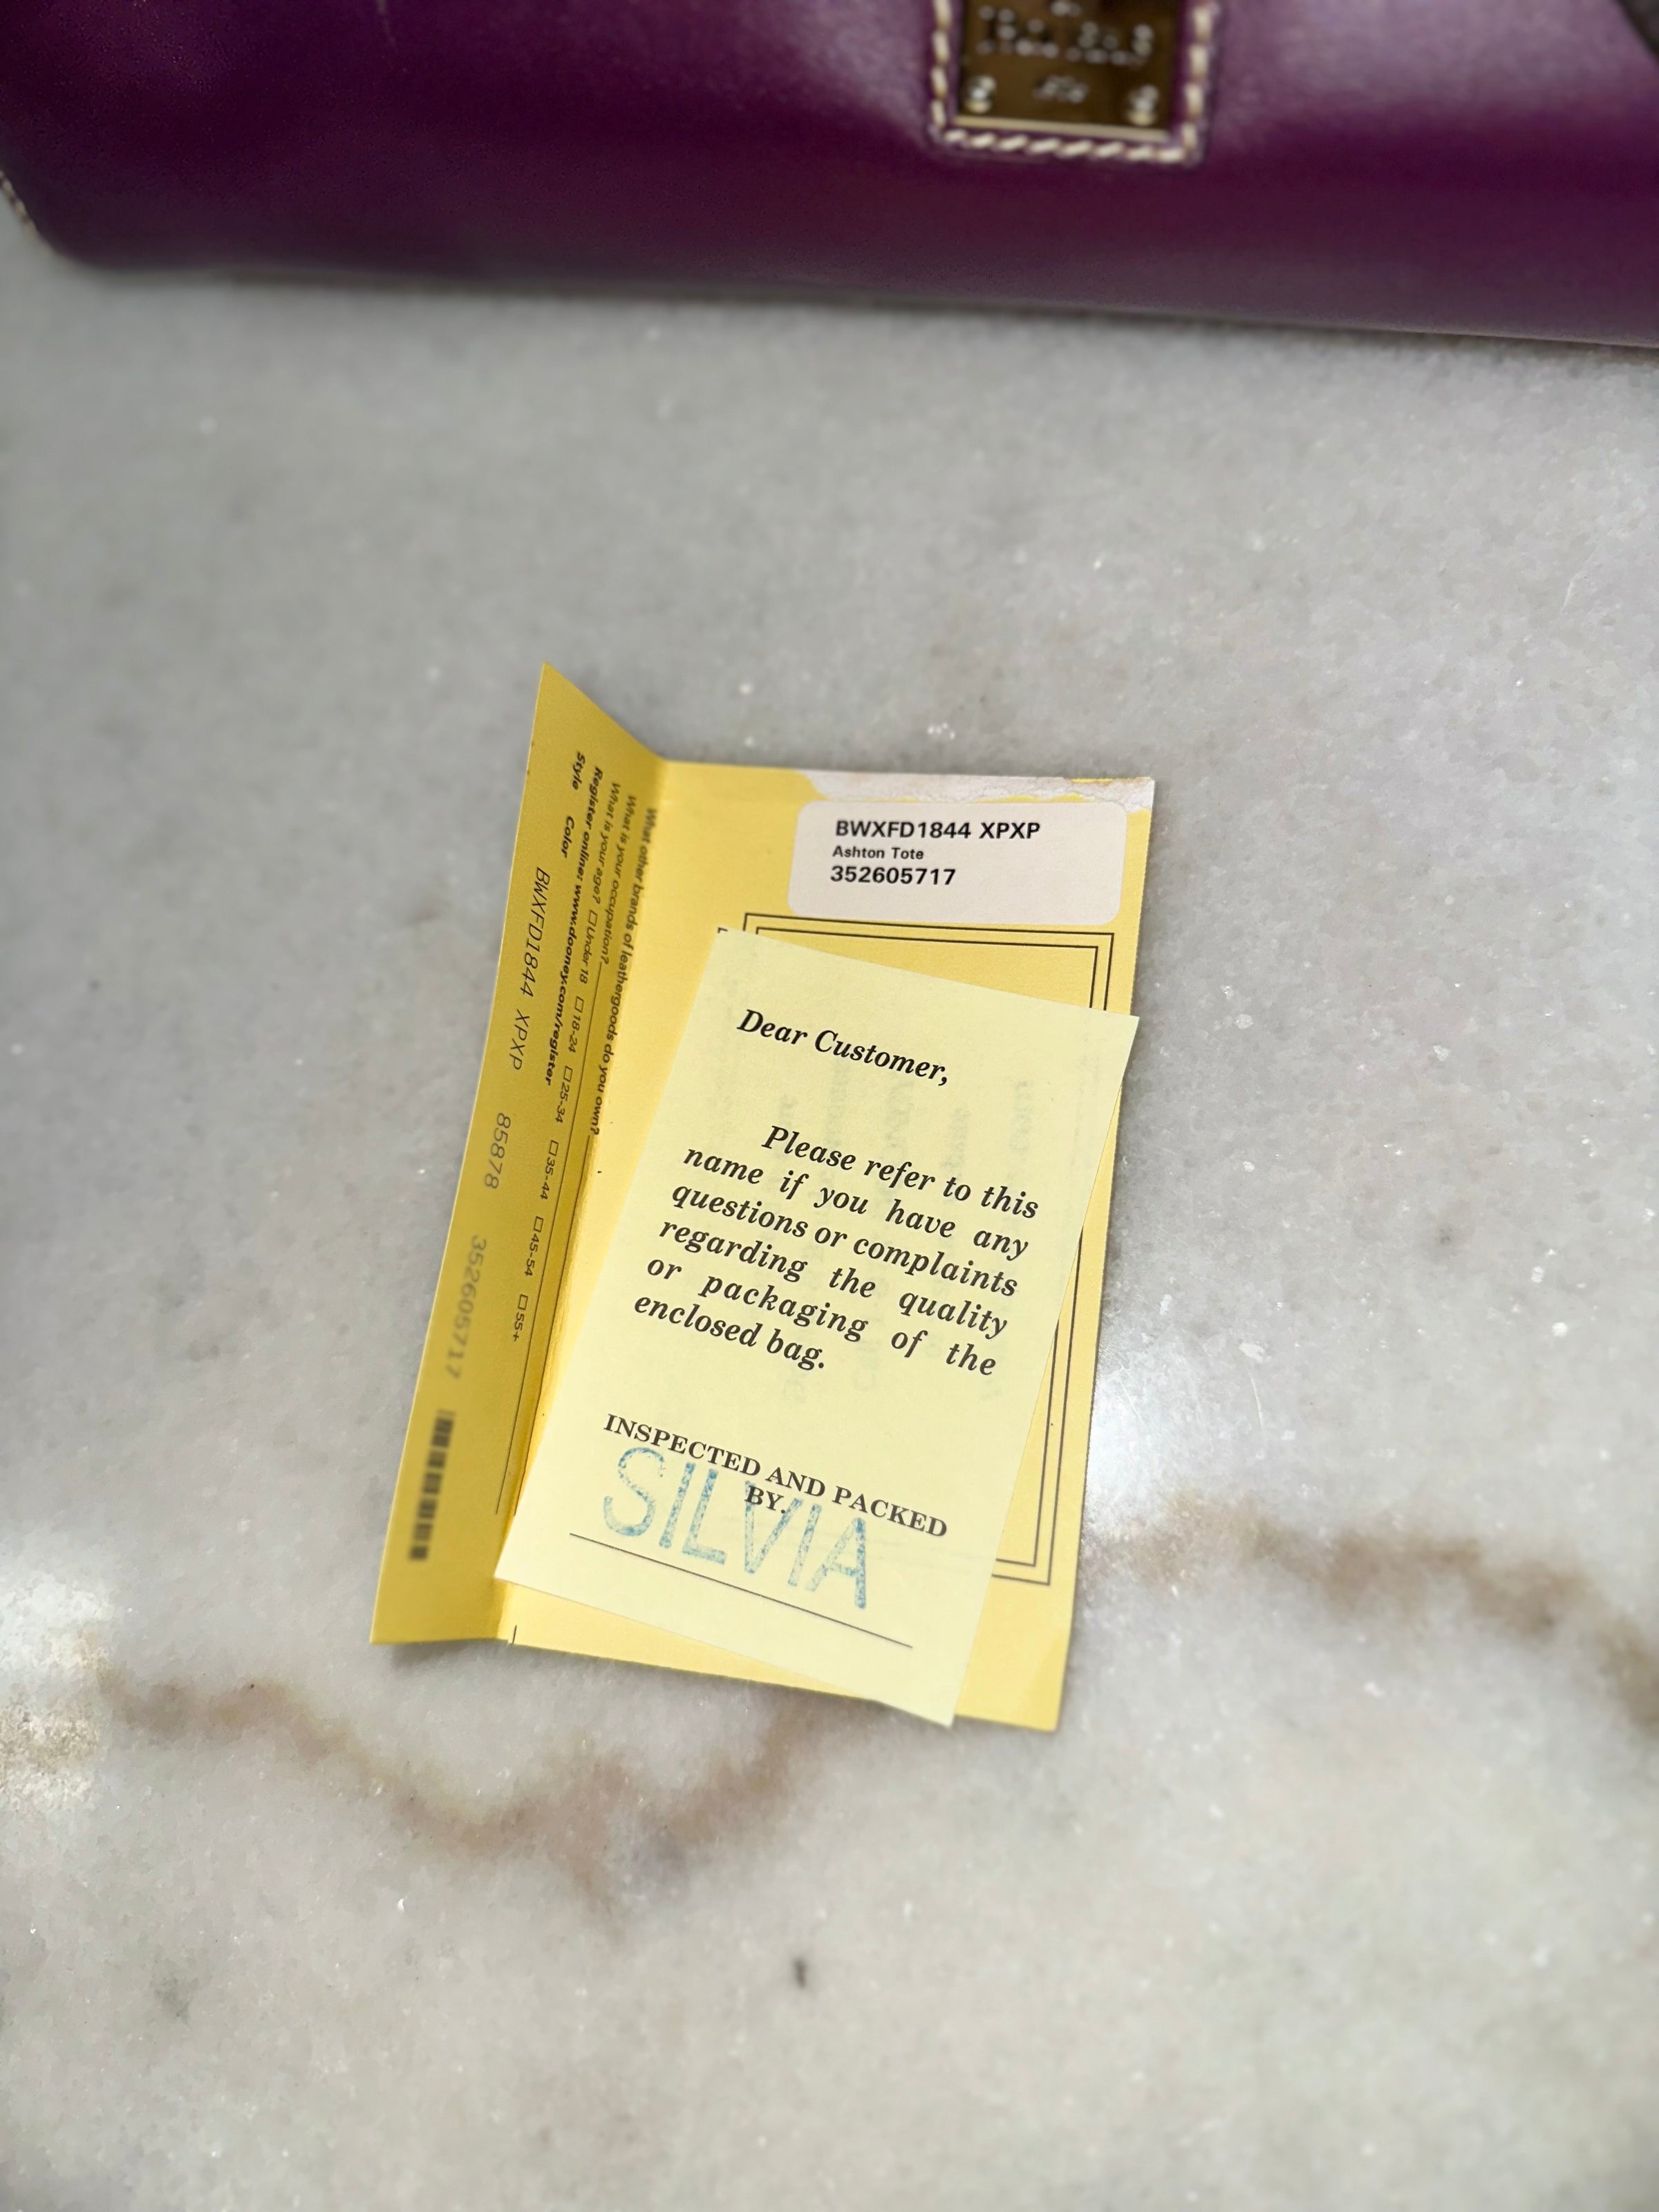 BWXFD1844 XPXP
Ashton Tote
352605717
Dear Customer,
Please refer to this
name if you have any
questions or complaints
regarding the quality
or packaging of the
enclosed bag.
INSPECTED AND PACKED
BY.
SILVIA
What other brands of leathergoods do you own?
What is your occupation?
What is your age? □Under 18 □18-24 □25-34 □35-44 □45-54 □55+
Register online: www.dooney.com/register
Style Color
BWXFD1844 XPXP 85878 352605717